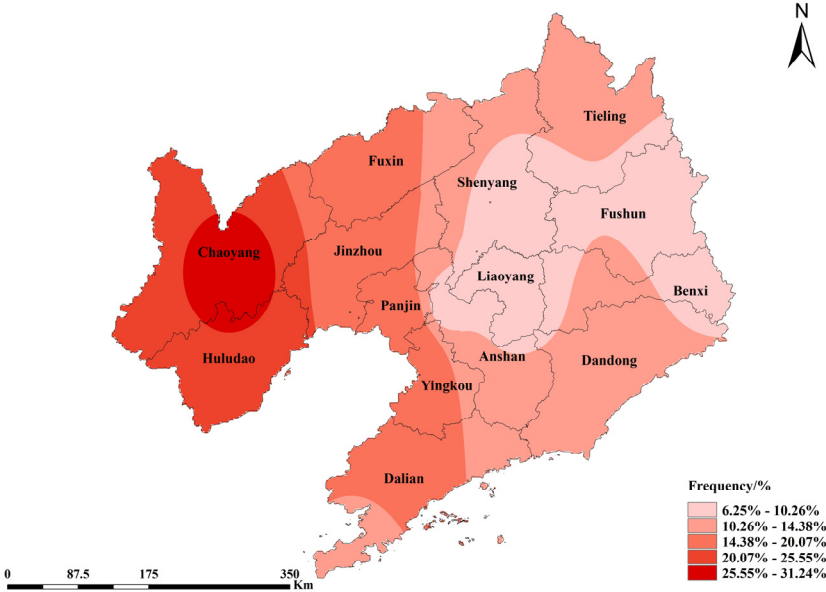 N
Tieling
Fuxin
Shenyang
Fushun
Chaoyang
Jinzhou
Liaoyang
Benxi
Panjin
Huludao
Anshan
Dandong
Yingkou
Dalian
Frequency/%
6.25% - 10.26%
10.26% - 14.38%
14.38% - 20.07%
20.07% - 25.55%
25.55% - 31.24%
0 87.5 175 350
Km